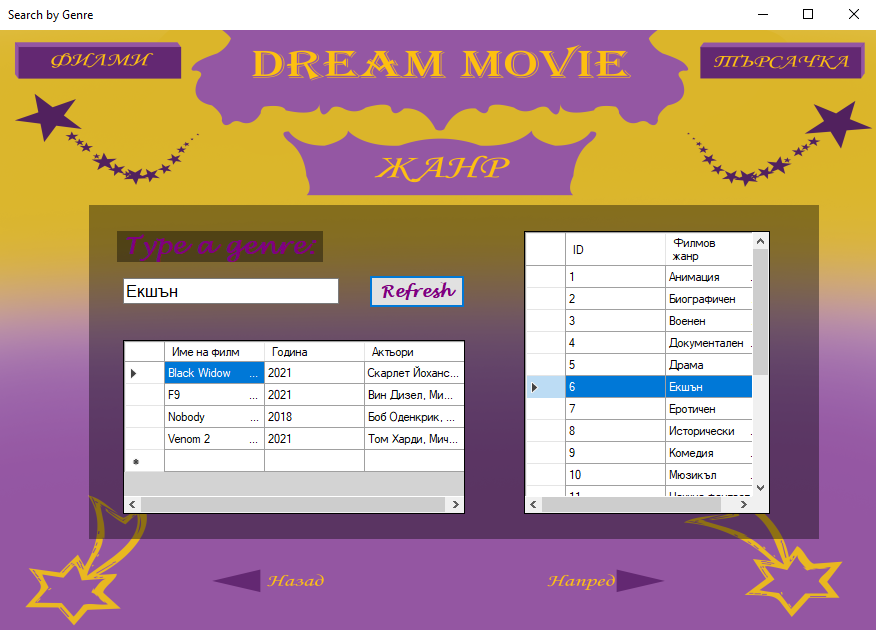 Search by Genre
ФИЛМИ
DREAM MOVIE
ТЪРСАЧКА
ЖАНР
Type a genre:
Екшън
Refresh
Име на филм Година Актьори
Black Widow ... 2021 Скарлет Йоханс...
F9 ... 2021 Вин Дизел, Ми...
Nobody ... 2018 Боб Оденкрик, ...
Venom 2 ... 2021 Том Харди, Мич...
ID Филмов жанр
1 Анимация
2 Биографичен
3 Военен
4 Документален
5 Драма
6 Екшън
7 Еротичен
8 Исторически
9 Комедия
10 Мюзикъл
Назад
Напред